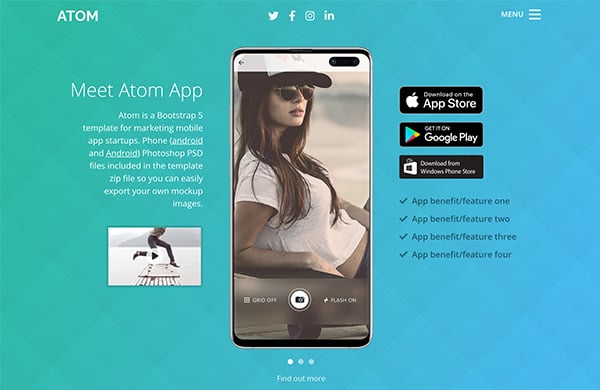 ATOM
MENU
Meet Atom App
Atom is a Bootstrap 5
template for marketing mobile
app startups. Phone (android
and Android) Photoshop PSD
files included in the template
zip file so you can easily
export your own mockup
images.
GRID OFF
FLASH ON
Download on the
App Store
GET IT ON
Google Play
Download from
Windows Phone Store
App benefit/feature one
App benefit/feature two
App benefit/feature three
App benefit/feature four
Find out more